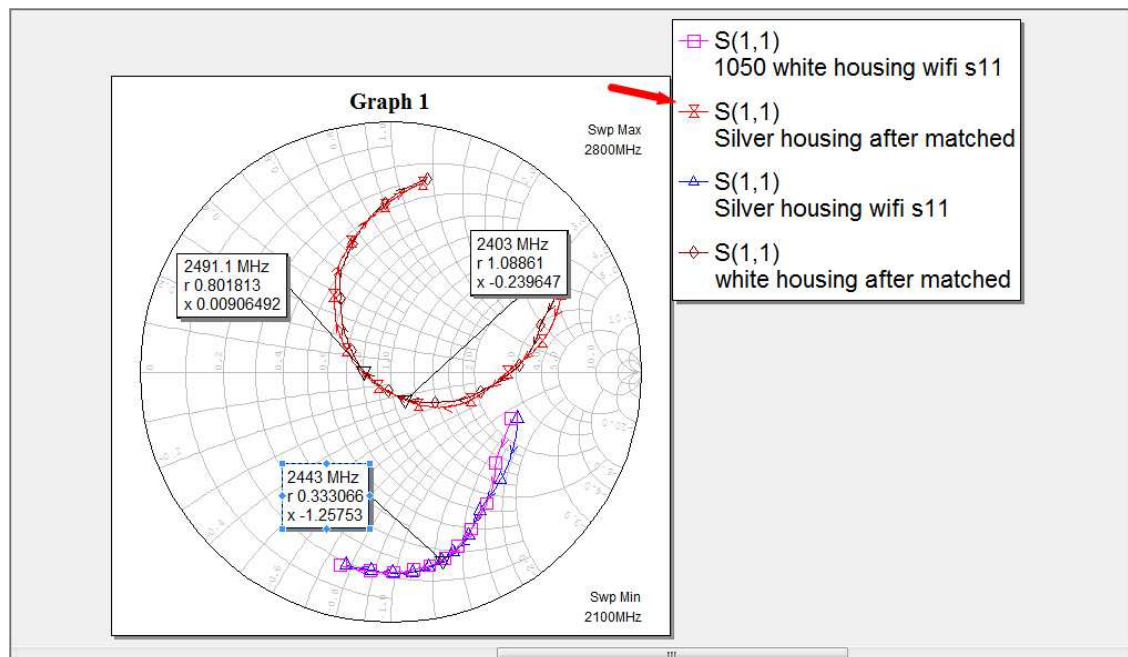 Graph 1
Swp Max
2800MHz
S(1,1)
1050 white housing wifi s11
S(1,1)
Silver housing after matched
S(1,1)
Silver housing wifi s11
S(1,1)
white housing after matched
2491.1 MHz
r 0.801813
x 0.00906492
2403 MHz
r 1.08861
x -0.239647
2443 MHz
r 0.333066
x -1.25753
Swp Min
2100MHz